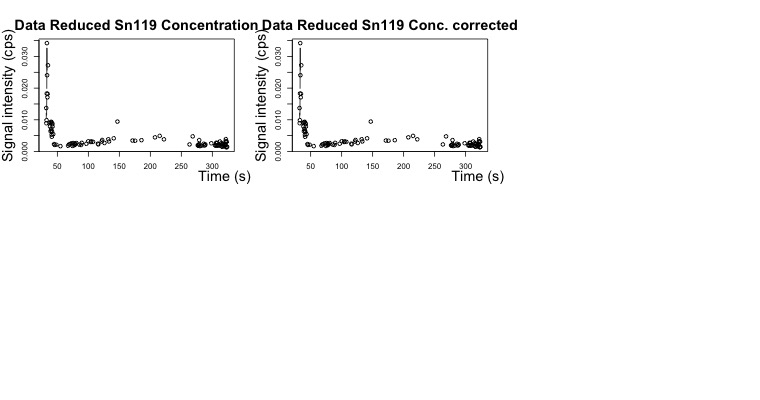 Data Reduced Sn119 Concentration
Signal intensity (cps)
0.000 0.010 0.020 0.030
50 100 150 200 250 300
Time (s)
Data Reduced Sn119 Conc. corrected
Signal intensity (cps)
0.000 0.010 0.020 0.030
50 100 150 200 250 300
Time (s)